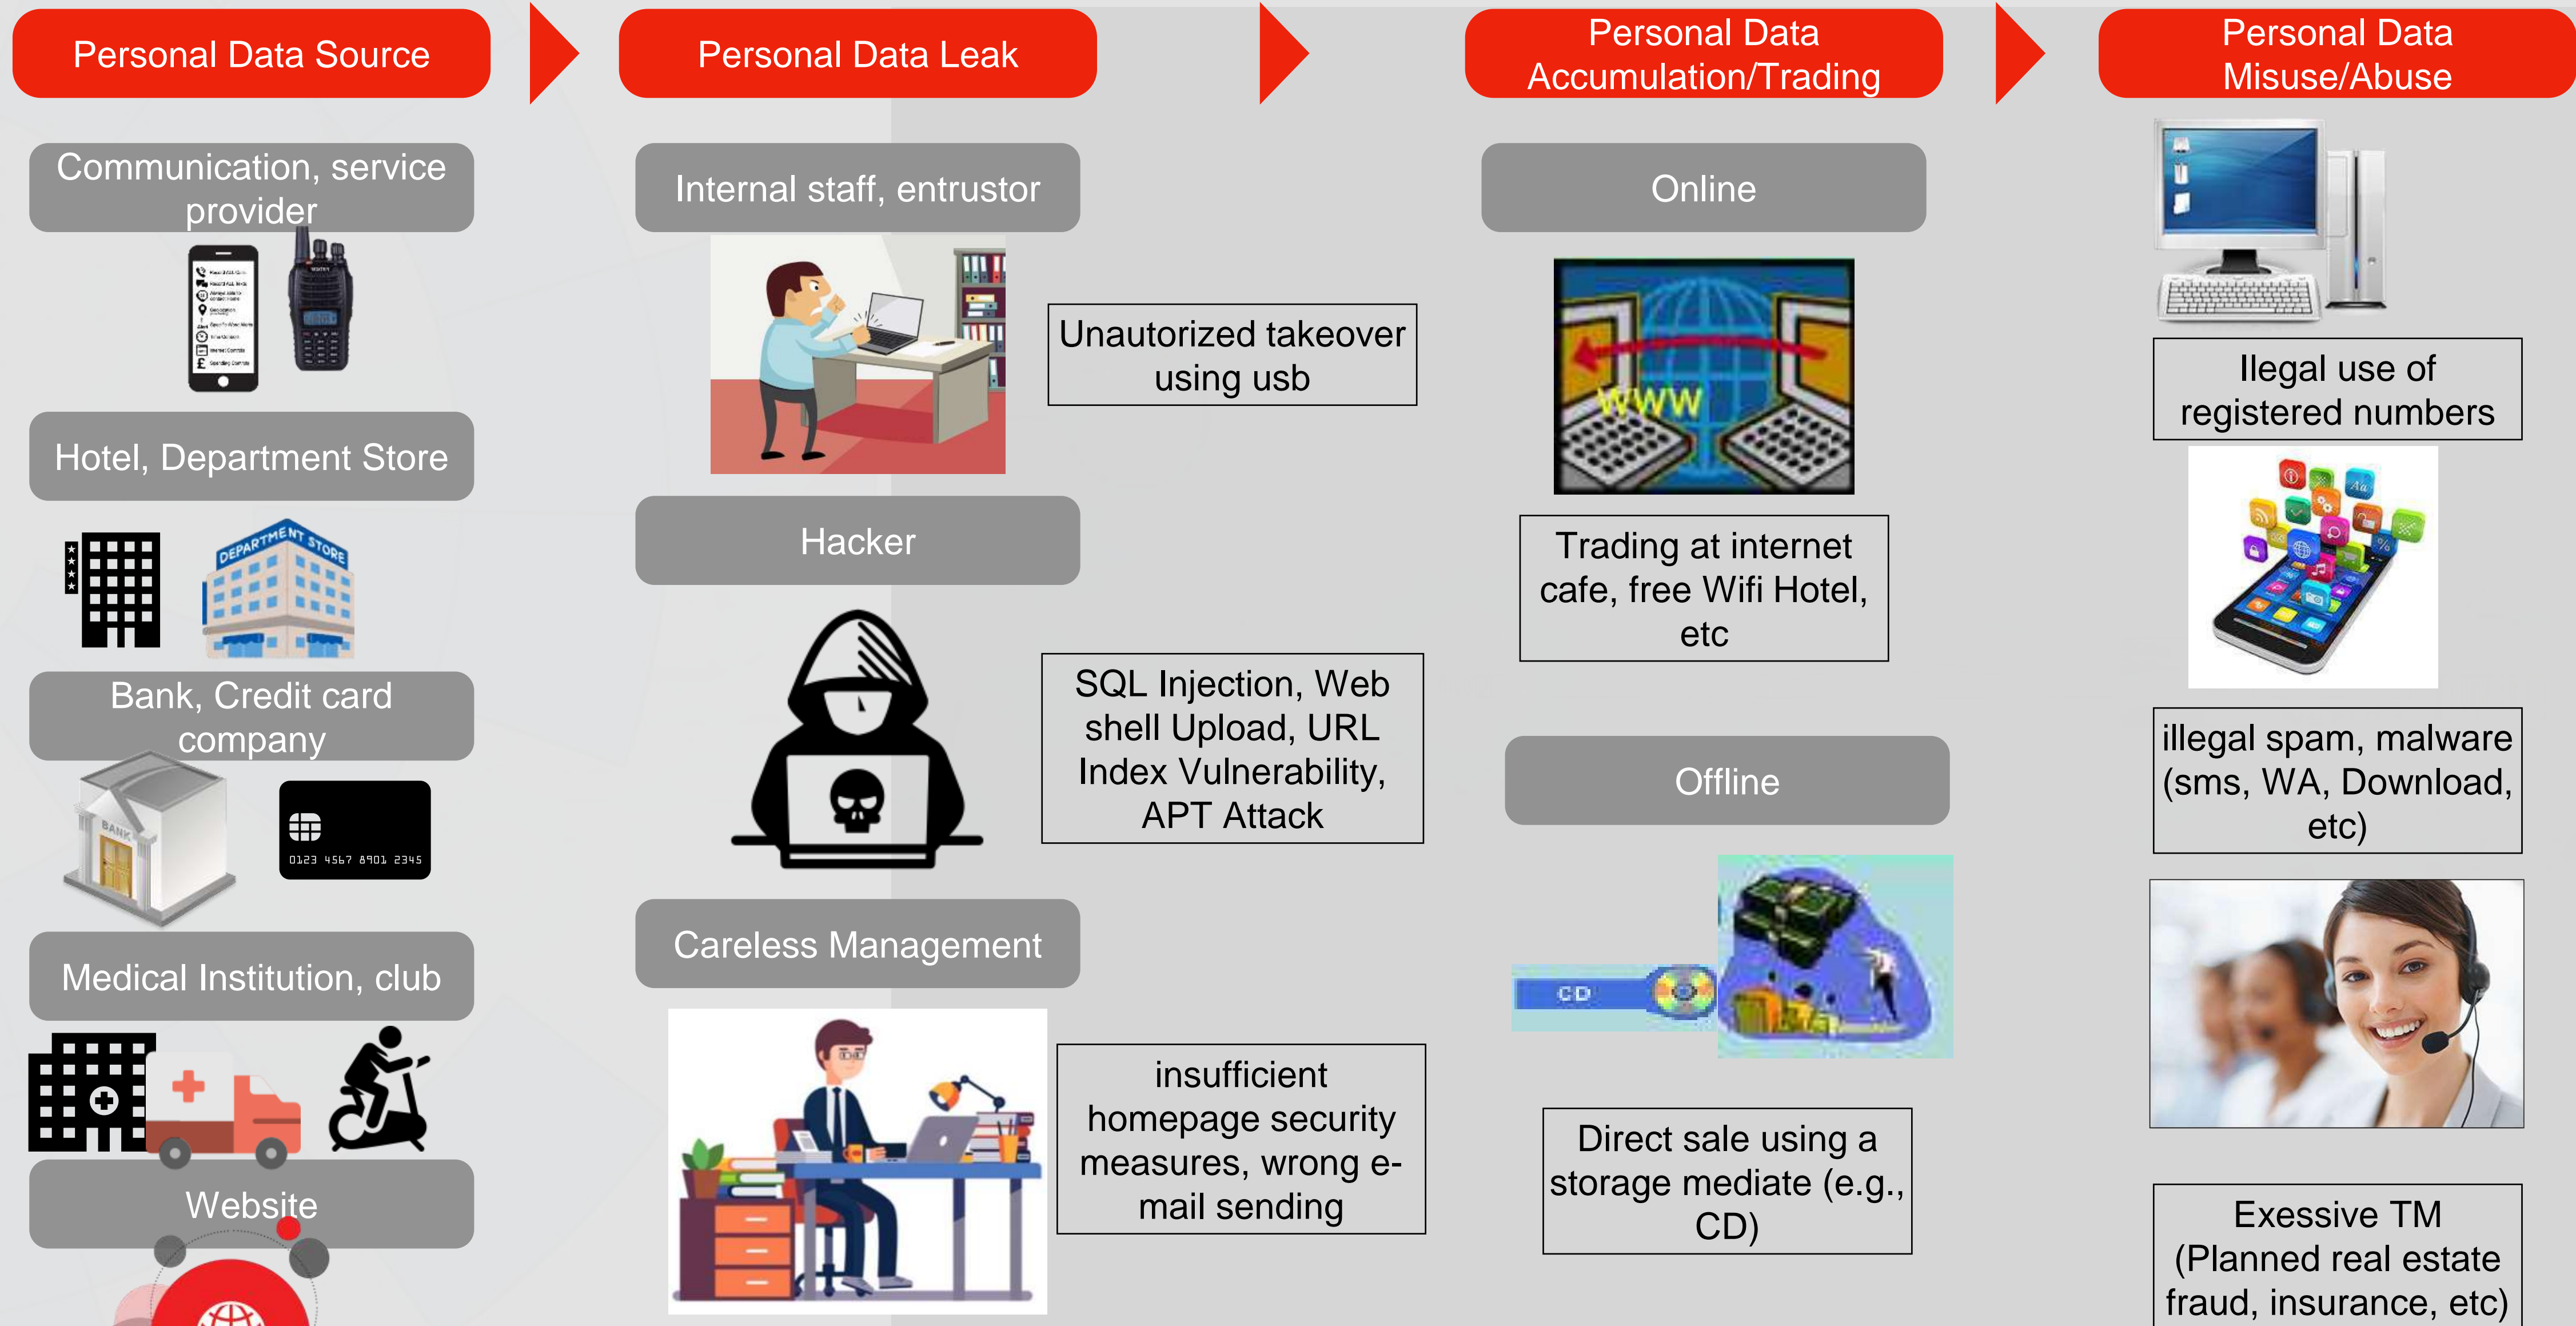 Personal Data Source
Personal Data Leak
Personal Data
Accumulation/Trading
Personal Data
Misuse/Abuse
Communication, service
provider
Hotel, Department Store
DEPARTMENT STORE
Bank, Credit card
company
BANK
0123 4567 8901 2345
Medical Institution, club
Website
Internal staff, entrustor
Unautorized takeover
using usb
Hacker
SQL Injection, Web
shell Upload, URL
Index Vulnerability,
APT Attack
Careless Management
insufficient
homepage security
measures, wrong e-
mail sending
Online
WWW
Trading at internet
cafe, free Wifi Hotel,
etc
Offline
CD
Direct sale using a
storage mediate (e.g.,
CD)
Ilegal use of
registered numbers
illegal spam, malware
(sms, WA, Download,
etc)
Exessive TM
(Planned real estate
fraud, insurance, etc)